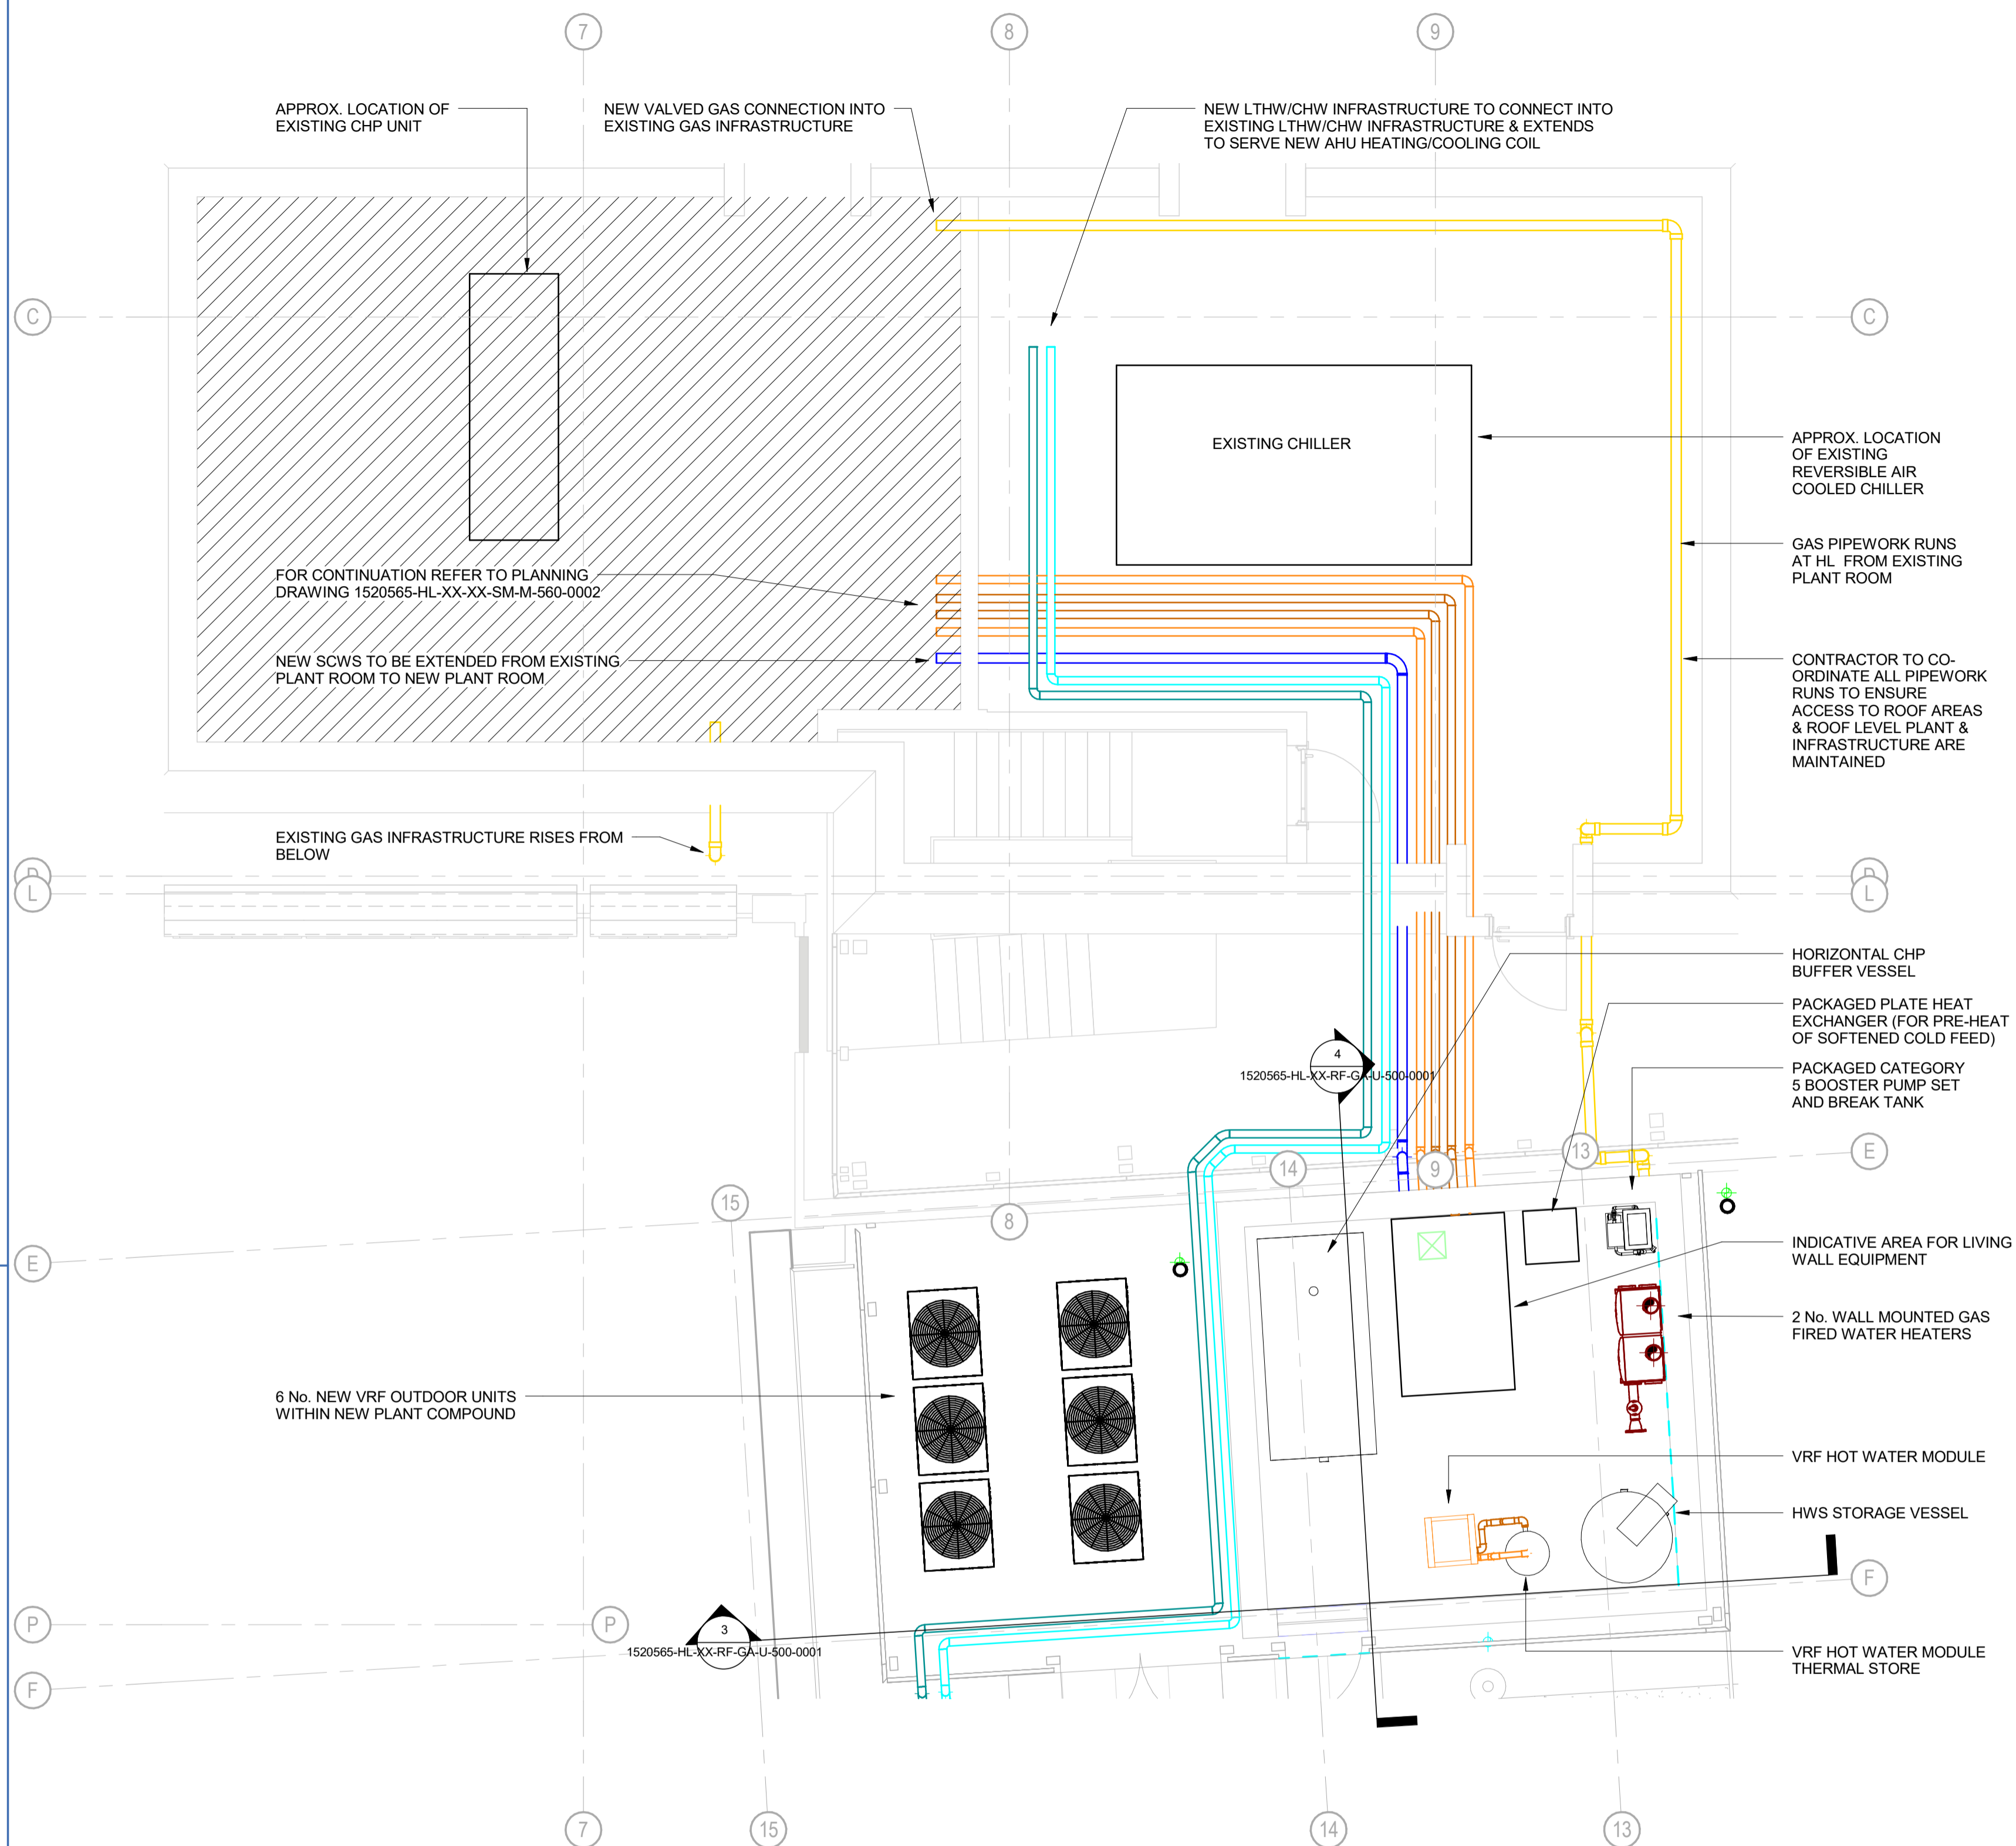 7
8
9
APPROX. LOCATION OF
EXISTING CHP UNIT
NEW VALVED GAS CONNECTION INTO
EXISTING GAS INFRASTRUCTURE
NEW LTHW/CHW INFRASTRUCTURE TO CONNECT INTO
EXISTING LTHW/CHW INFRASTRUCTURE & EXTENDS
TO SERVE NEW AHU HEATING/COOLING COIL
C
C
EXISTING CHILLER
APPROX. LOCATION
OF EXISTING
REVERSIBLE AIR
COOLED CHILLER
GAS PIPEWORK RUNS
AT HL FROM EXISTING
PLANT ROOM
FOR CONTINUATION REFER TO PLANNING
DRAWING 1520565-HL-XX-XX-SM-M-560-0002
NEW SCWS TO BE EXTENDED FROM EXISTING
PLANT ROOM TO NEW PLANT ROOM
CONTRACTOR TO CO-
ORDINATE ALL PIPEWORK
RUNS TO ENSURE
ACCESS TO ROOF AREAS
& ROOF LEVEL PLANT &
INFRASTRUCTURE ARE
MAINTAINED
EXISTING GAS INFRASTRUCTURE RISES FROM
BELOW
D
D
L
L
HORIZONTAL CHP
BUFFER VESSEL
PACKAGED PLATE HEAT
EXCHANGER (FOR PRE-HEAT
OF SOFTENED COLD FEED)
4
1520565-HL-XX-RF-GA-U-500-0001
PACKAGED CATEGORY
5 BOOSTER PUMP SET
AND BREAK TANK
13
E
14
9
15
8
E
INDICATIVE AREA FOR LIVING
WALL EQUIPMENT
2 No. WALL MOUNTED GAS
FIRED WATER HEATERS
6 No. NEW VRF OUTDOOR UNITS
WITHIN NEW PLANT COMPOUND
VRF HOT WATER MODULE
HWS STORAGE VESSEL
F
P
P
3
1520565-HL-XX-RF-GA-U-500-0001
VRF HOT WATER MODULE
THERMAL STORE
F
7
15
14
13